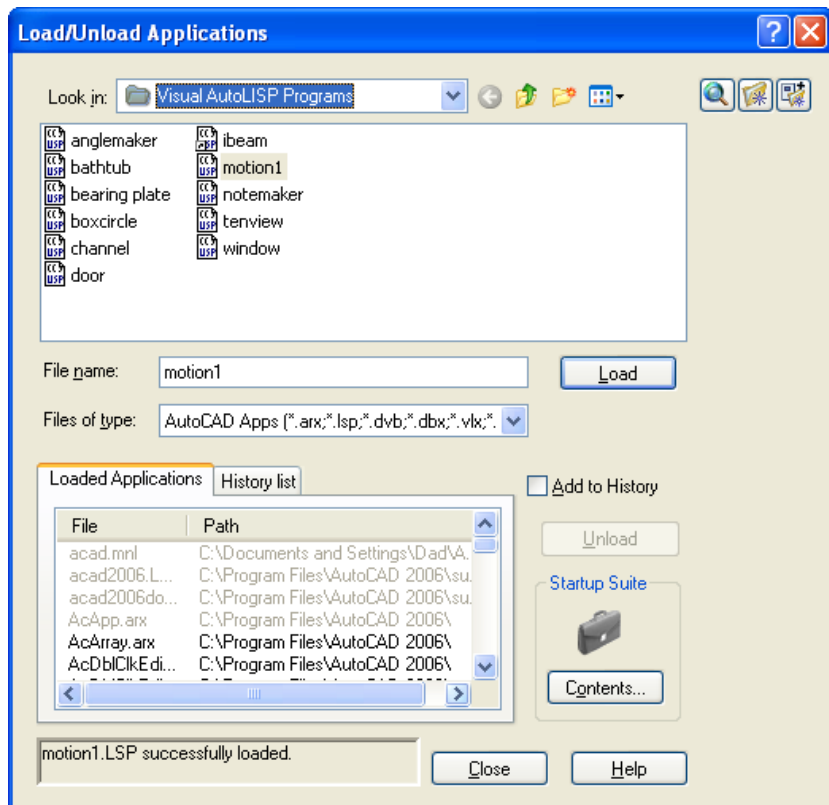 Load/Unload Applications
Look in: Visual AutoLISP Programs
anglemaker
bathtub
bearing plate
boxcircle
channel
door
ibeam
motion1
notemaker
tenview
window
File name: motion1 Load
Files of type: AutoCAD Apps (*.arx;*.lsp;*.dvb;*.dbx;*.vlx;*.
Loaded Applications History list
Add to History
File Path
acad.mnl C:\Documents and Settings\Dad\A.
acad2006.L... C:\Program Files\AutoCAD 2006\su.
acad2006do... C:\Program Files\AutoCAD 2006\su.
AcApp.arx C:\Program Files\AutoCAD 2006\
AcArray.arx C:\Program Files\AutoCAD 2006\
AcDblClkEdi... C:\Program Files\AutoCAD 2006\
Unload
Startup Suite
Contents...
motion1.LSP successfully loaded.
Close Help